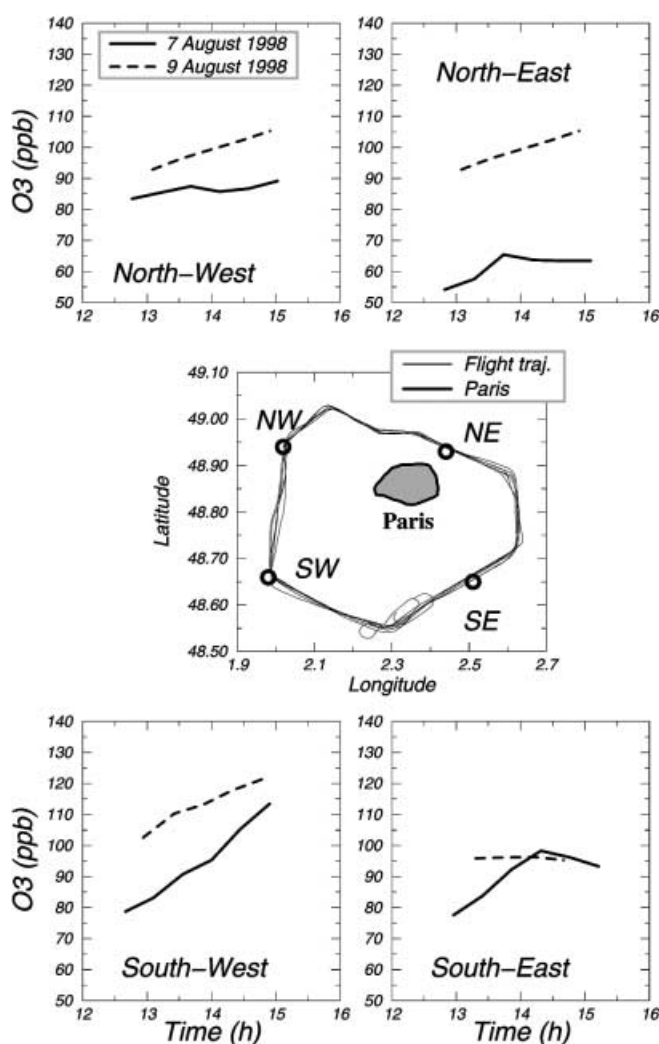 140
130
120
110
100
90
80
70
60
50
O3 (ppb)
7 August 1998
9 August 1998
North-West
12 13 14 15 16
140
130
120
110
100
90
80
70
60
50
North-East
12 13 14 15 16
Flight traj.
Paris
49.10
49.00
48.90
48.80
48.70
48.60
48.50
Latitude
NW
NE
Paris
SW
SE
1.9 2.1 2.3 2.5 2.7
Longitude
140
130
120
110
100
90
80
70
60
50
O3 (ppb)
South-West
12 13 14 15 16
Time (h)
140
130
120
110
100
90
80
70
60
50
South-East
12 13 14 15 16
Time (h)